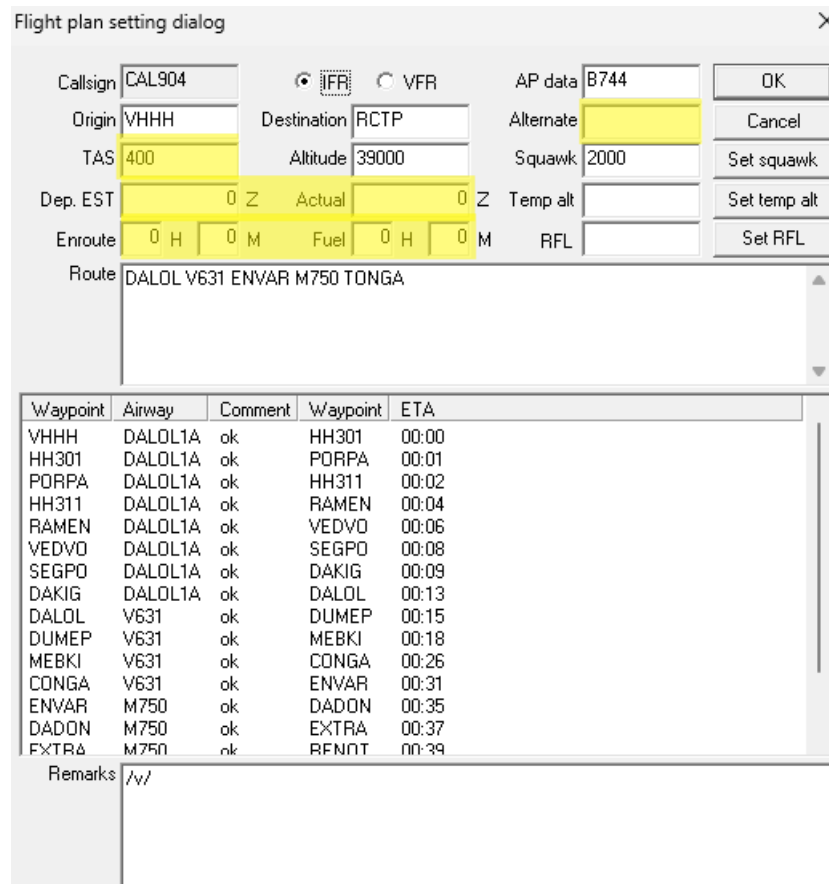 Flight plan setting dialog
Callsign CAL904 IFR VFR AP data B744 OK
Origin VHHH Destination RCTP Alternate Cancel
TAS 400 Altitude 39000 Squawk 2000 Set squawk
Dep. EST 0 Z Actual 0 Z Temp alt Set temp alt
Enroute 0 H 0 M Fuel 0 H 0 M RFL Set RFL
Route DALOL V631 ENVAR M750 TONGA
Waypoint Airway Comment Waypoint ETA
VHHH DALOL1A ok HH301 00:00
HH301 DALOL1A ok PORPA 00:01
PORPA DALOL1A ok HH311 00:02
HH311 DALOL1A ok RAMEN 00:04
RAMEN DALOL1A ok VEDVO 00:06
VEDVO DALOL1A ok SEGPO 00:08
SEGPO DALOL1A ok DAKIG 00:09
DAKIG DALOL1A ok DALOL 00:13
DALOL V631 ok DUMEP 00:15
DUMEP V631 ok MEBKI 00:18
MEBKI V631 ok CONGA 00:26
CONGA V631 ok ENVAR 00:31
ENVAR M750 ok DADON 00:35
DADON M750 ok EXTRA 00:37
EXTRA M750 ok RENOT 00:39
Remarks /v/